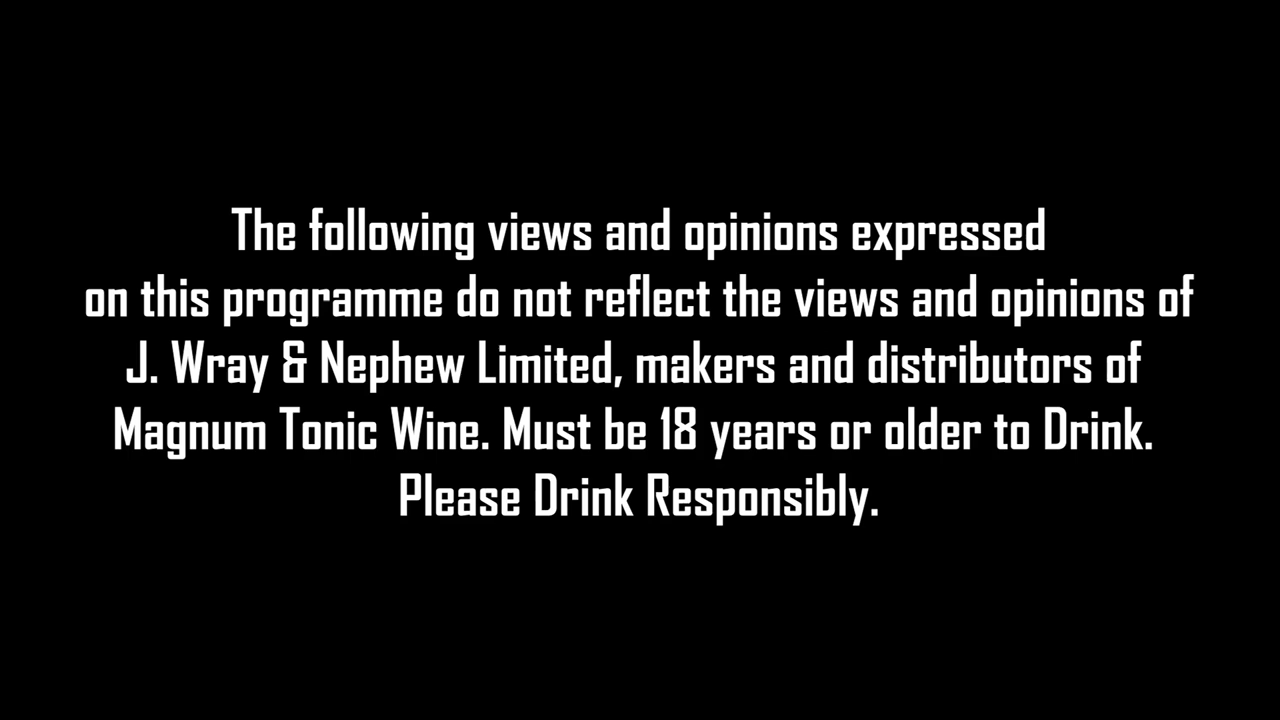 The following views and opinions expressed
on this programme do not reflect the views and opinions of
J. Wray & Nephew Limited, makers and distributors of
Magnum Tonic Wine. Must be 18 years or older to Drink.
Please Drink Responsibly.